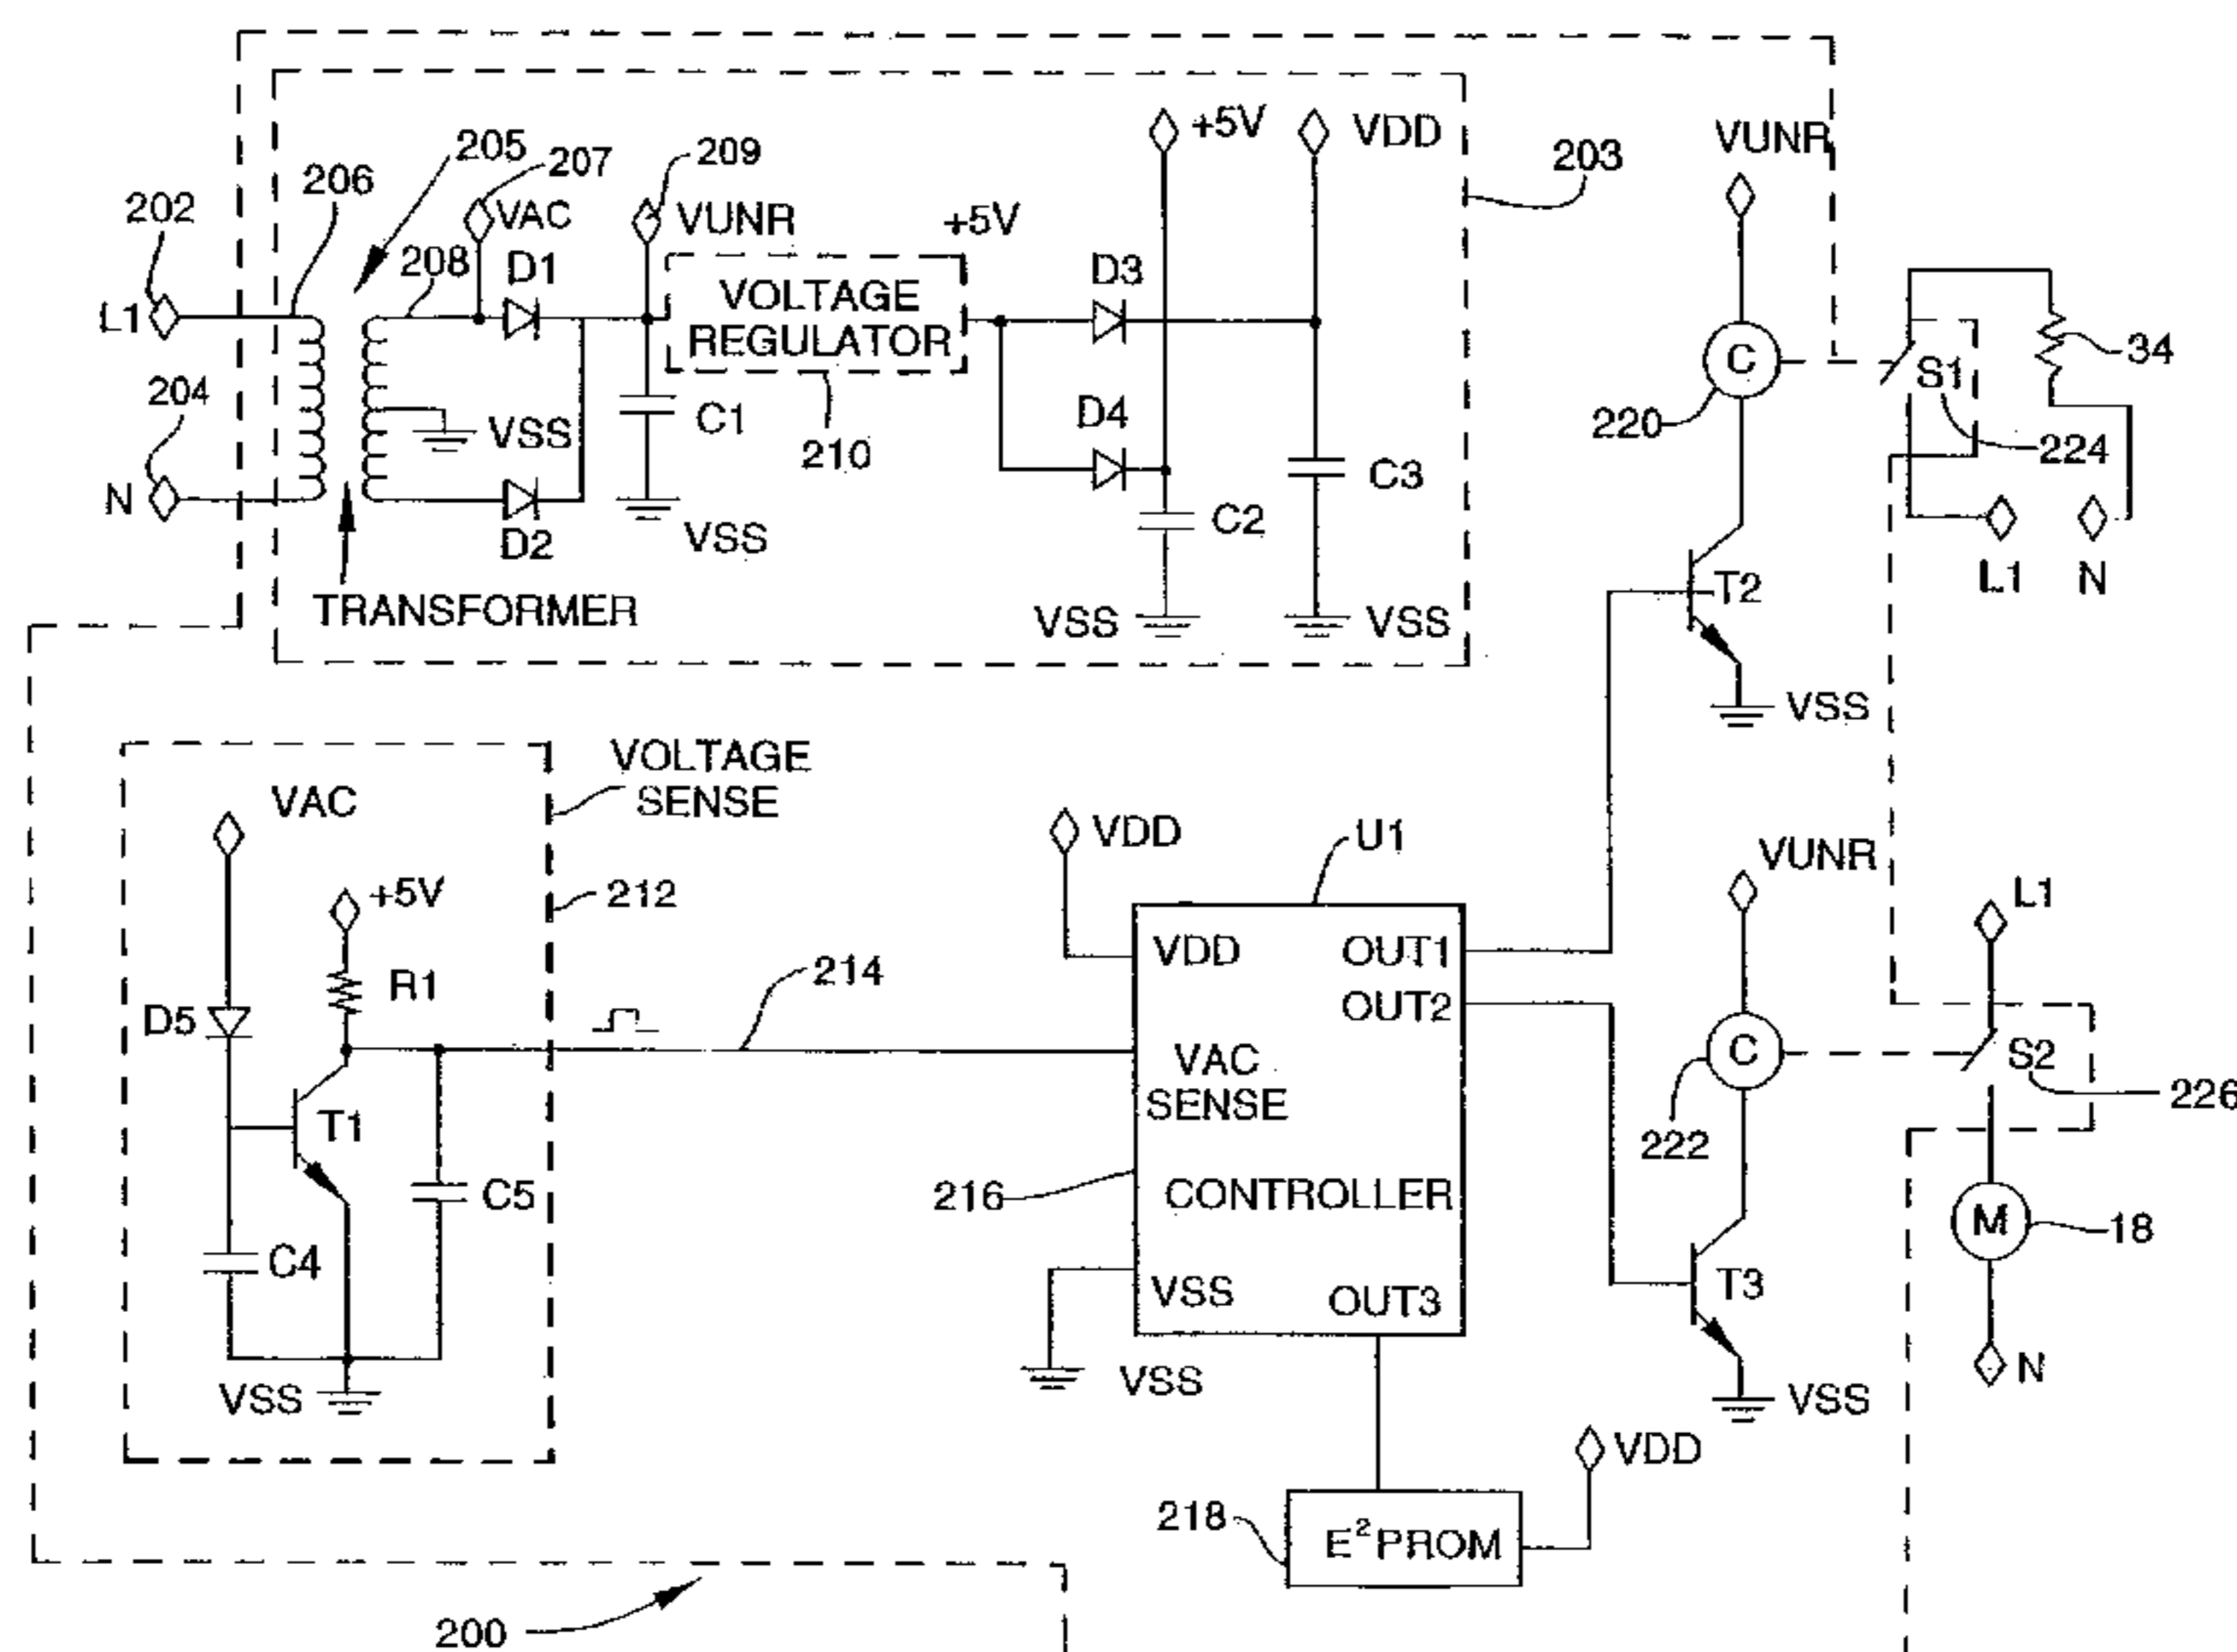 +5V
VDD
VUNR
205
207
209
203
206
202
VAC
VUNR
+5V
208
D1
D3
L1
VOLTAGE
REGULATOR
C
34
S1
204
VSS
C1
210
D4
220
224
N
C3
C2
D2
VSS
L1
N
T2
TRANSFORMER
VSS
VSS
VSS
VOLTAGE
SENSE
VAC
VDD
U1
VUNR
+5V
212
L1
R1
214
VDD
OUT1
D5
OUT2
VAC
SENSE
C
S2
226
T1
222
C5
216
CONTROLLER
M
18
C4
VSS
OUT3
T3
VSS
VSS
N
VSS
VDD
218
E²PROM
200